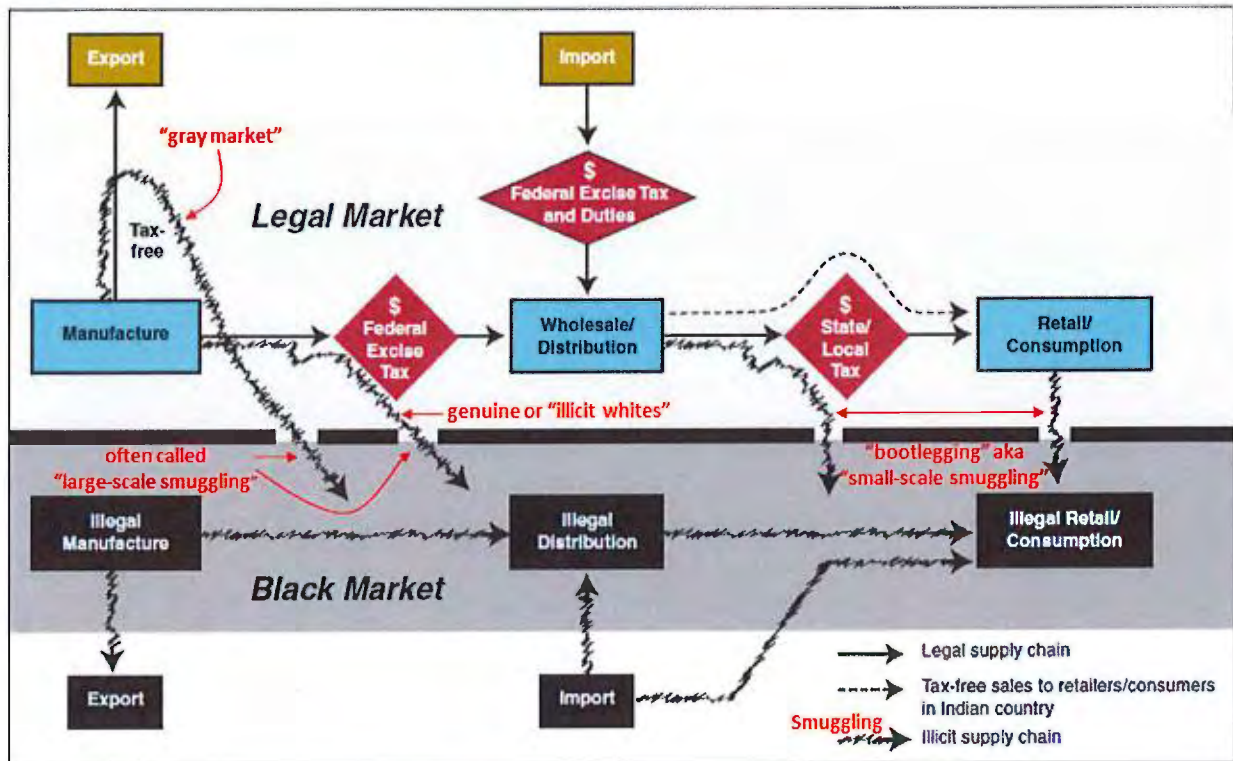 Export
Import
"gray market"
$
Federal Excise Tax
and Duties
Legal Market
Tax-
free
Manufacture
$
Federal
Excise
Tax
Wholesale/
Distribution
$
State/
Local
Tax
Retail/
Consumption
genuine or "illicit whites"
often called
"large-scale smuggling"
"bootlegging" aka
"small-scale smuggling"
Illegal
Manufacture
Illegal
Distribution
Illegal Retail/
Consumption
Black Market
Export
Import
Legal supply chain
Tax-free sales to retailers/consumers
in Indian country
Smuggling
Illicit supply chain